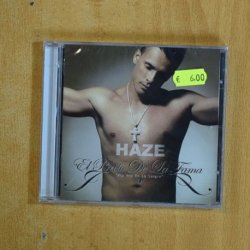 € 6.00
HAZE
El Precio De La Fama